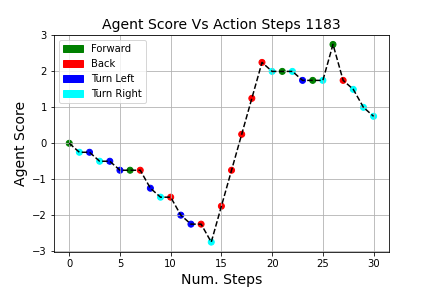 Agent Score Vs Action Steps 1183
Forward
Back
Turn Left
Turn Right
Agent Score
3
2
1
0
−1
−2
−3
0 5 10 15 20 25 30
Num. Steps